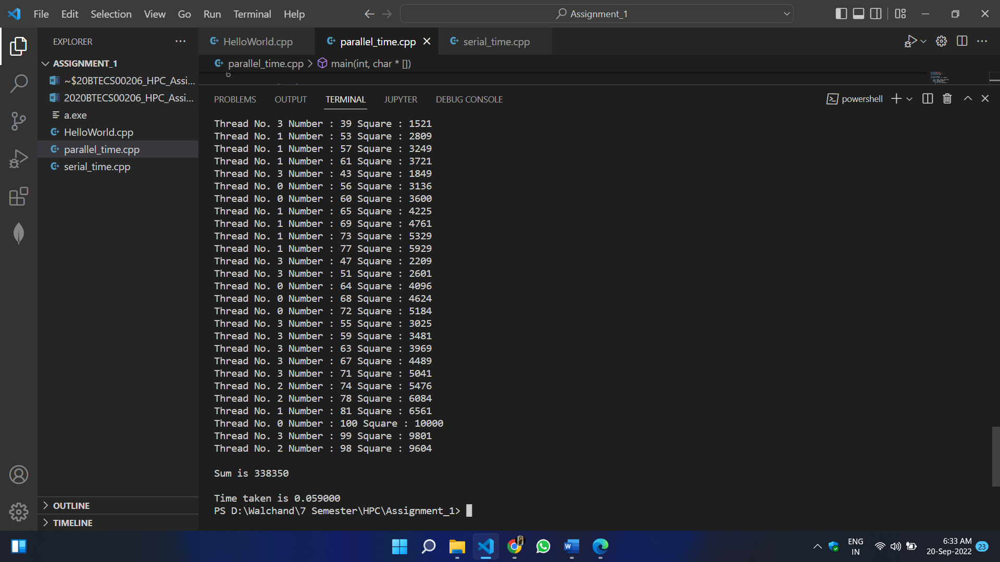 File Edit Selection View Go Run Terminal Help
Assignment_1
EXPLORER
HelloWorld.cpp
parallel_time.cpp
serial_time.cpp
ASSIGNMENT_1
parallel_time.cpp > main(int, char * [])
6
~$20BTECS00206_HPC_Assi...
2020BTECS00206_HPC_Assi...
a.exe
HelloWorld.cpp
parallel_time.cpp
serial_time.cpp
PROBLEMS OUTPUT TERMINAL JUPYTER DEBUG CONSOLE
powershell
Thread No. 3 Number : 39 Square : 1521
Thread No. 1 Number : 53 Square : 2809
Thread No. 1 Number : 57 Square : 3249
Thread No. 1 Number : 61 Square : 3721
Thread No. 3 Number : 43 Square : 1849
Thread No. 0 Number : 56 Square : 3136
Thread No. 0 Number : 60 Square : 3600
Thread No. 1 Number : 65 Square : 4225
Thread No. 1 Number : 69 Square : 4761
Thread No. 1 Number : 73 Square : 5329
Thread No. 1 Number : 77 Square : 5929
Thread No. 3 Number : 47 Square : 2209
Thread No. 3 Number : 51 Square : 2601
Thread No. 0 Number : 64 Square : 4096
Thread No. 0 Number : 68 Square : 4624
Thread No. 0 Number : 72 Square : 5184
Thread No. 3 Number : 55 Square : 3025
Thread No. 3 Number : 59 Square : 3481
Thread No. 3 Number : 63 Square : 3969
Thread No. 3 Number : 67 Square : 4489
Thread No. 3 Number : 71 Square : 5041
Thread No. 2 Number : 74 Square : 5476
Thread No. 2 Number : 78 Square : 6084
Thread No. 1 Number : 81 Square : 6561
Thread No. 0 Number : 100 Square : 10000
Thread No. 3 Number : 99 Square : 9801
Thread No. 2 Number : 98 Square : 9604
Sum is 338350
Time taken is 0.059000
PS D:\Walchand\7 Semester\HPC\Assignment_1>
OUTLINE
TIMELINE
ENG
IN
6:33 AM
20-Sep-2022
23